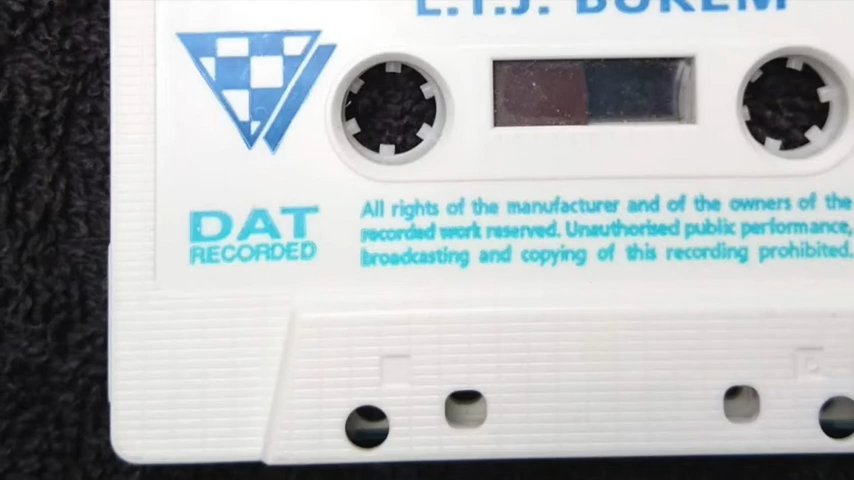 L.T.J. BUKEM
DAT
RECORDED
All rights of the manufacturer and of the owners of the
recorded work reserved. Unauthorised public performance,
broadcasting and copying of this recording prohibited.